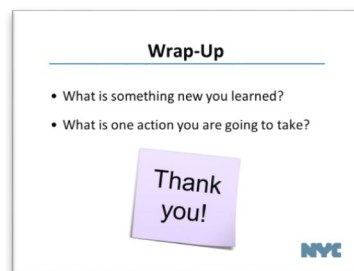 Wrap-Up
• What is something new you learned?
• What is one action you are going to take?
Thank
you!
NYC